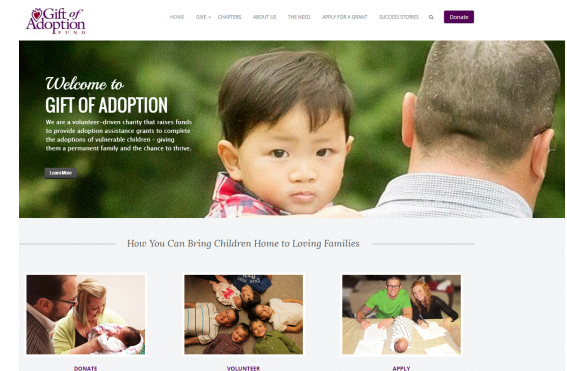 Gift of
Adoption
FUND
HOME GIVE CHAPTERS ABOUT US THE NEED APPLY FOR A GRANT SUCCESS STORIES Donate
Welcome to
GIFT OF ADOPTION
We are a volunteer-driven charity that raises funds
to provide adoption assistance grants to complete
the adoptions of vulnerable children - giving
them a permanent family and the chance to thrive.
Learn More
How You Can Bring Children Home to Loving Families
DONATE VOLUNTEER APPLY